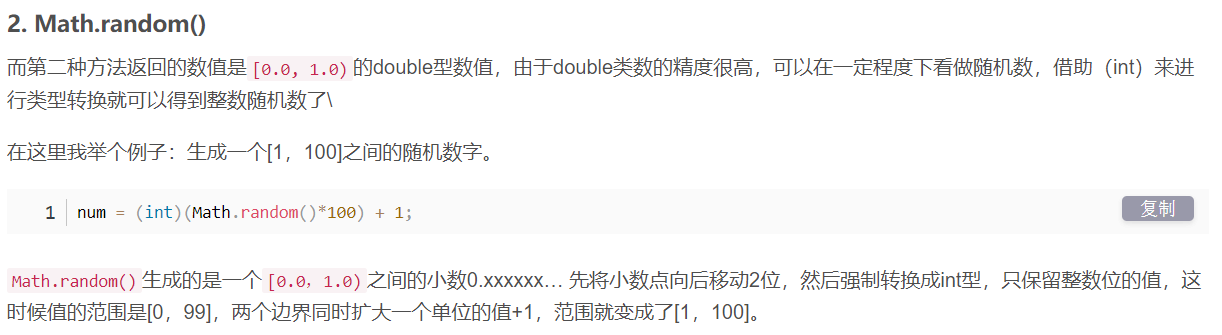 2. Math.random()
而第二种方法返回的数值是[0.0, 1.0)的double型数值，由于double类数的精度很高，可以在一定程度下看做随机数，借助（int）来进
行类型转换就可以得到整数随机数了\
在这里我举个例子：生成一个[1，100]之间的随机数字。
1 num = (int)(Math.random()*100) + 1;
复制
Math.random()生成的是一个[0.0，1.0)之间的小数0.xxxxxx… 先将小数点向后移动2位，然后强制转换成int型，只保留整数位的值，这
时候值的范围是[0，99]，两个边界同时扩大一个单位的值+1，范围就变成了[1，100]。